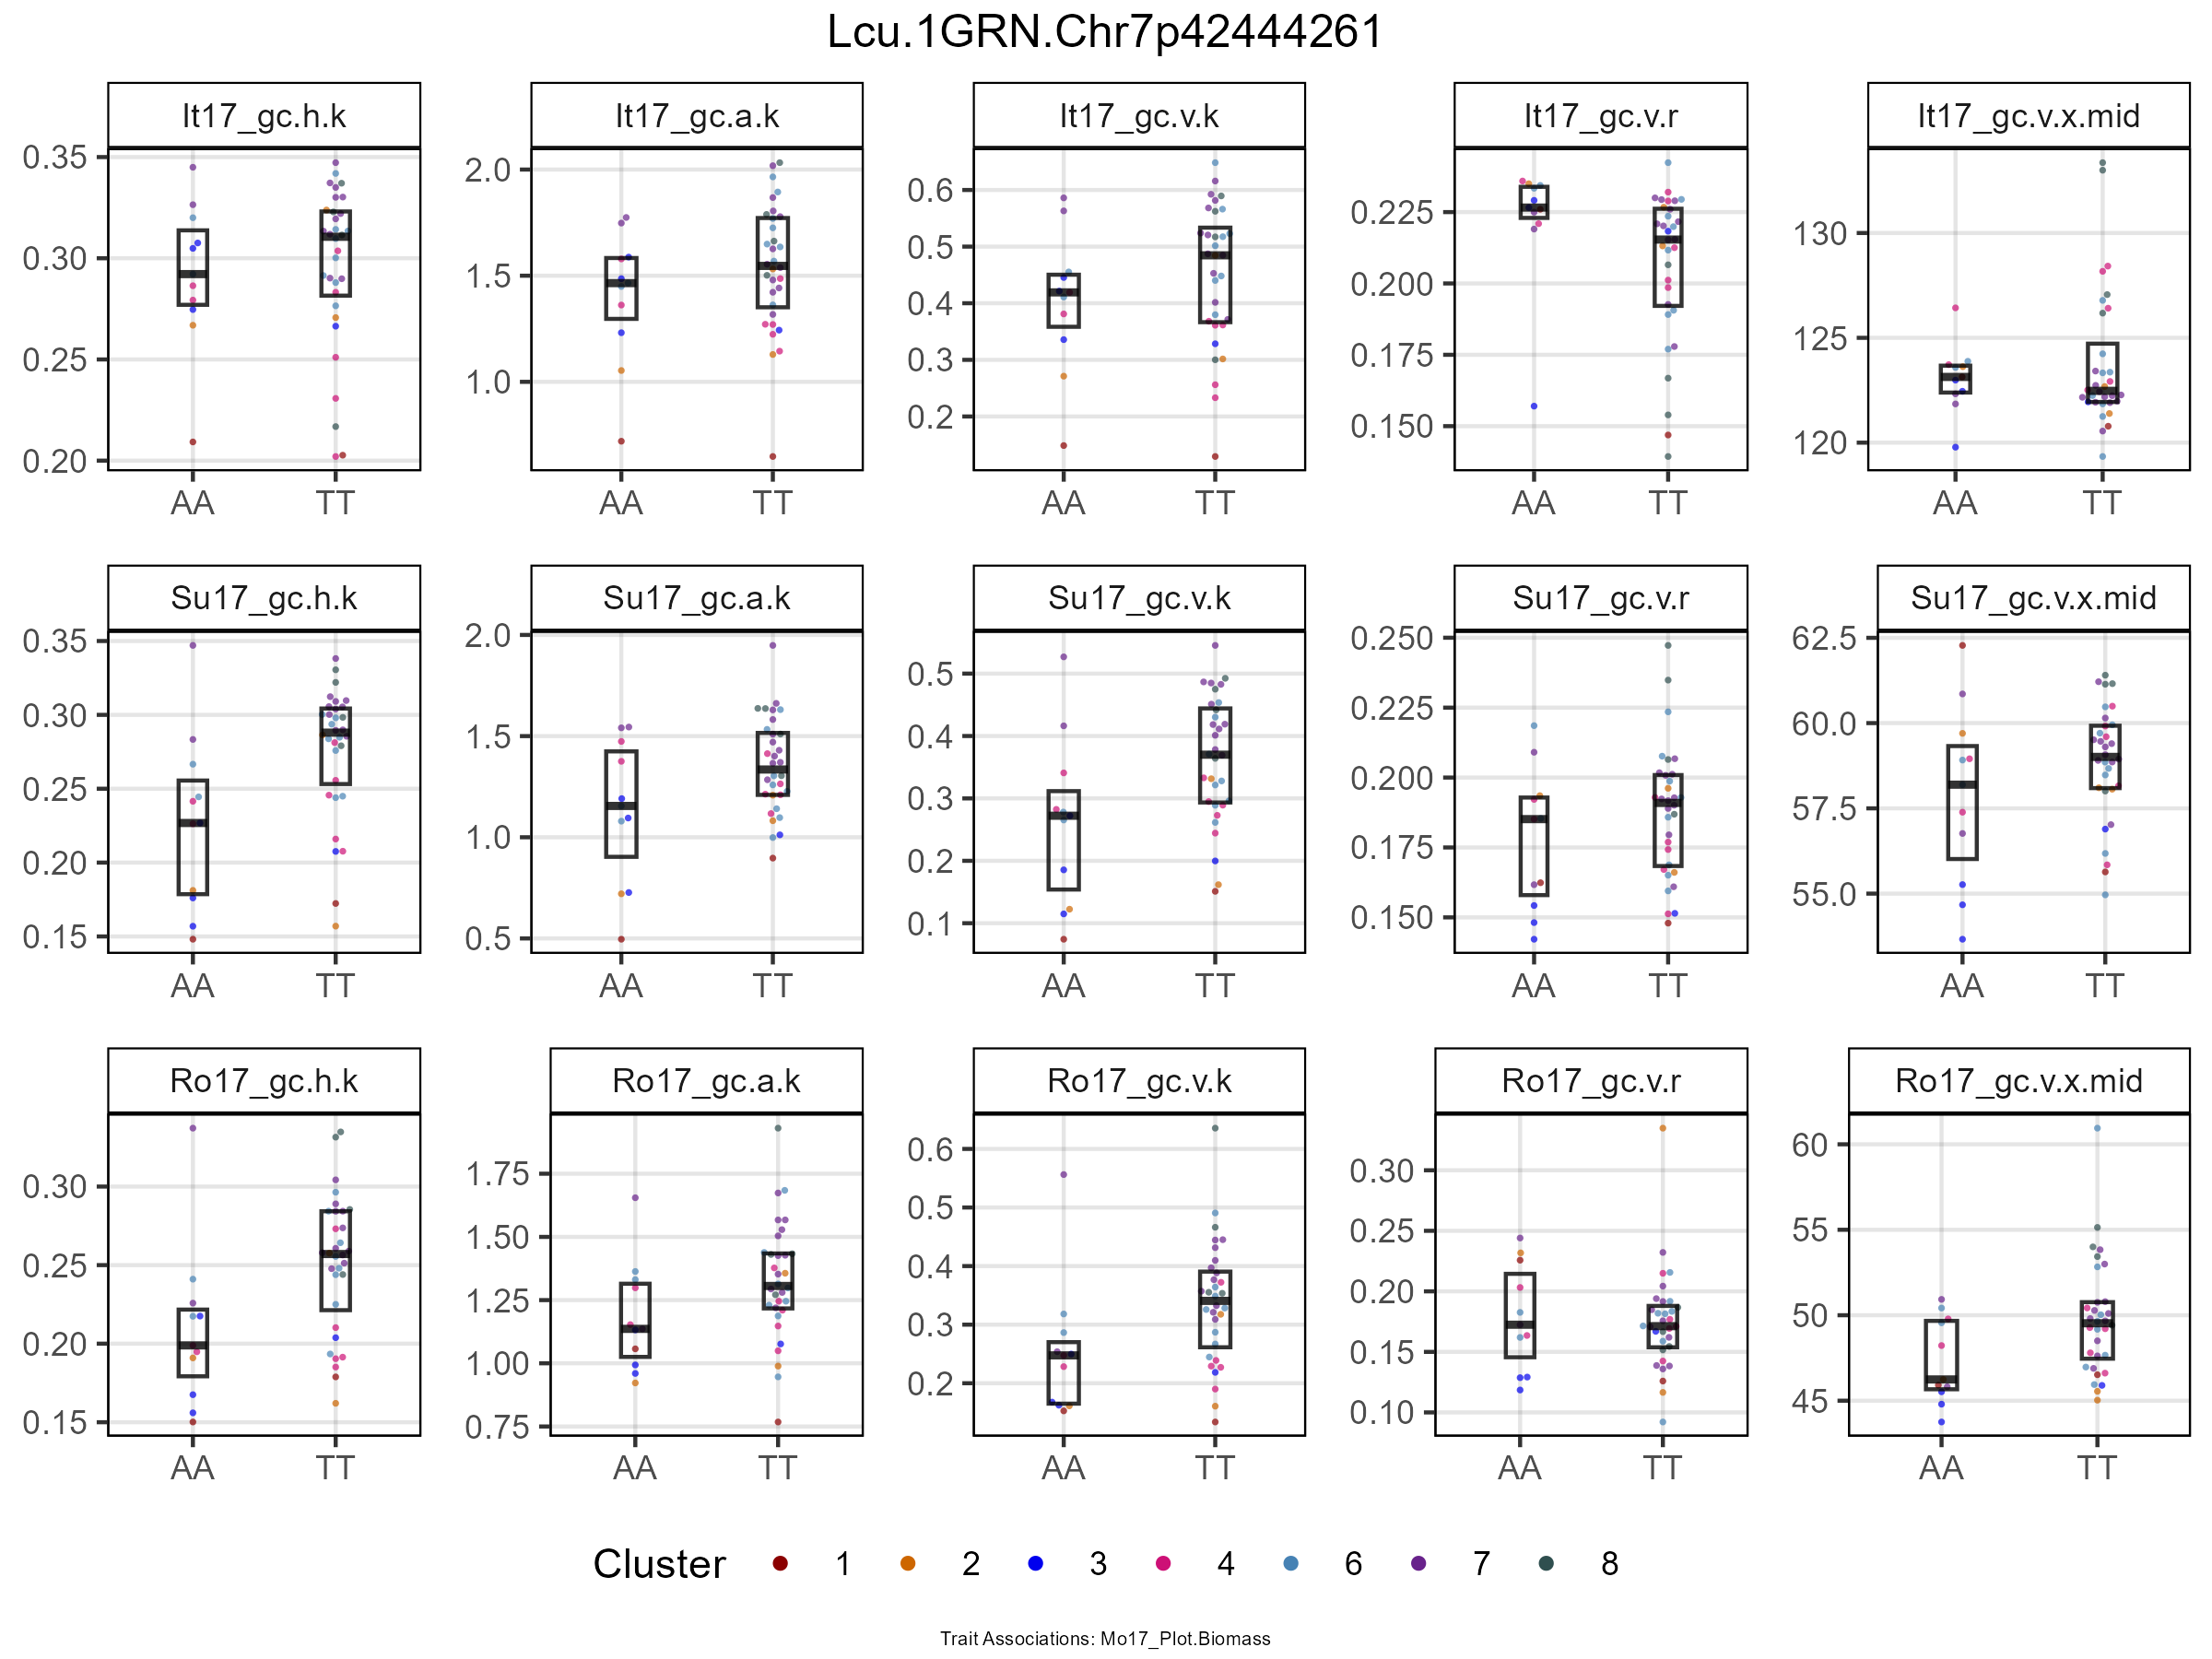 Lcu.1GRN.Chr7p42444261
It17_gc.h.k It17_gc.a.k It17_gc.v.k It17_gc.v.r It17_gc.v.x.mid
0.35 0.30 0.25 0.20
2.0 1.5 1.0
0.6 0.5 0.4 0.3 0.2
0.225 0.200 0.175 0.150
130 125 120
AA TT AA TT AA TT AA TT AA TT
Su17_gc.h.k Su17_gc.a.k Su17_gc.v.k Su17_gc.v.r Su17_gc.v.x.mid
0.35 0.30 0.25 0.20 0.15
2.0 1.5 1.0 0.5
0.5 0.4 0.3 0.2 0.1
0.250 0.225 0.200 0.175 0.150
62.5 60.0 57.5 55.0
AA TT AA TT AA TT AA TT AA TT
Ro17_gc.h.k Ro17_gc.a.k Ro17_gc.v.k Ro17_gc.v.r Ro17_gc.v.x.mid
0.30 0.25 0.20 0.15
1.75 1.50 1.25 1.00 0.75
0.6 0.5 0.4 0.3 0.2
0.30 0.25 0.20 0.15 0.10
60 55 50 45
AA TT AA TT AA TT AA TT AA TT
Cluster 1 2 3 4 6 7 8
Trait Associations: Mo17_Plot.Biomass